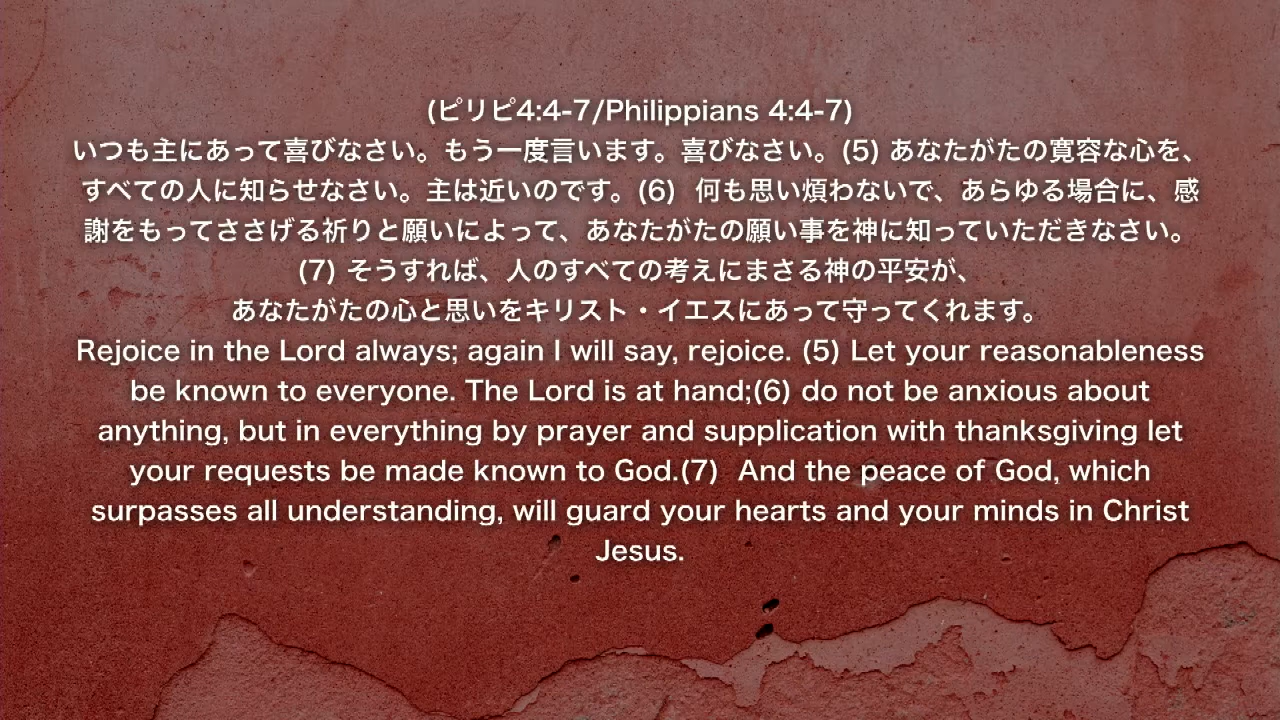 (ピリピ4:4-7/Philippians 4:4-7)
いつも主にあって喜びなさい。もう一度言います。喜びなさい。(5) あなたがたの寛容な心を、
すべての人に知らせなさい。主は近いのです。(6)  何も思い煩わないで、あらゆる場合に、感
謝をもってささげる祈りと願いによって、あなたがたの願い事を神に知っていただきなさい。
(7) そうすれば、人のすべての考えにまさる神の平安が、
あなたがたの心と思いをキリスト・イエスにあって守ってくれます。
Rejoice in the Lord always; again I will say, rejoice. (5) Let your reasonableness
be known to everyone. The Lord is at hand;(6) do not be anxious about
anything, but in everything by prayer and supplication with thanksgiving let
your requests be made known to God.(7)  And the peace of God, which
surpasses all understanding, will guard your hearts and your minds in Christ
Jesus.